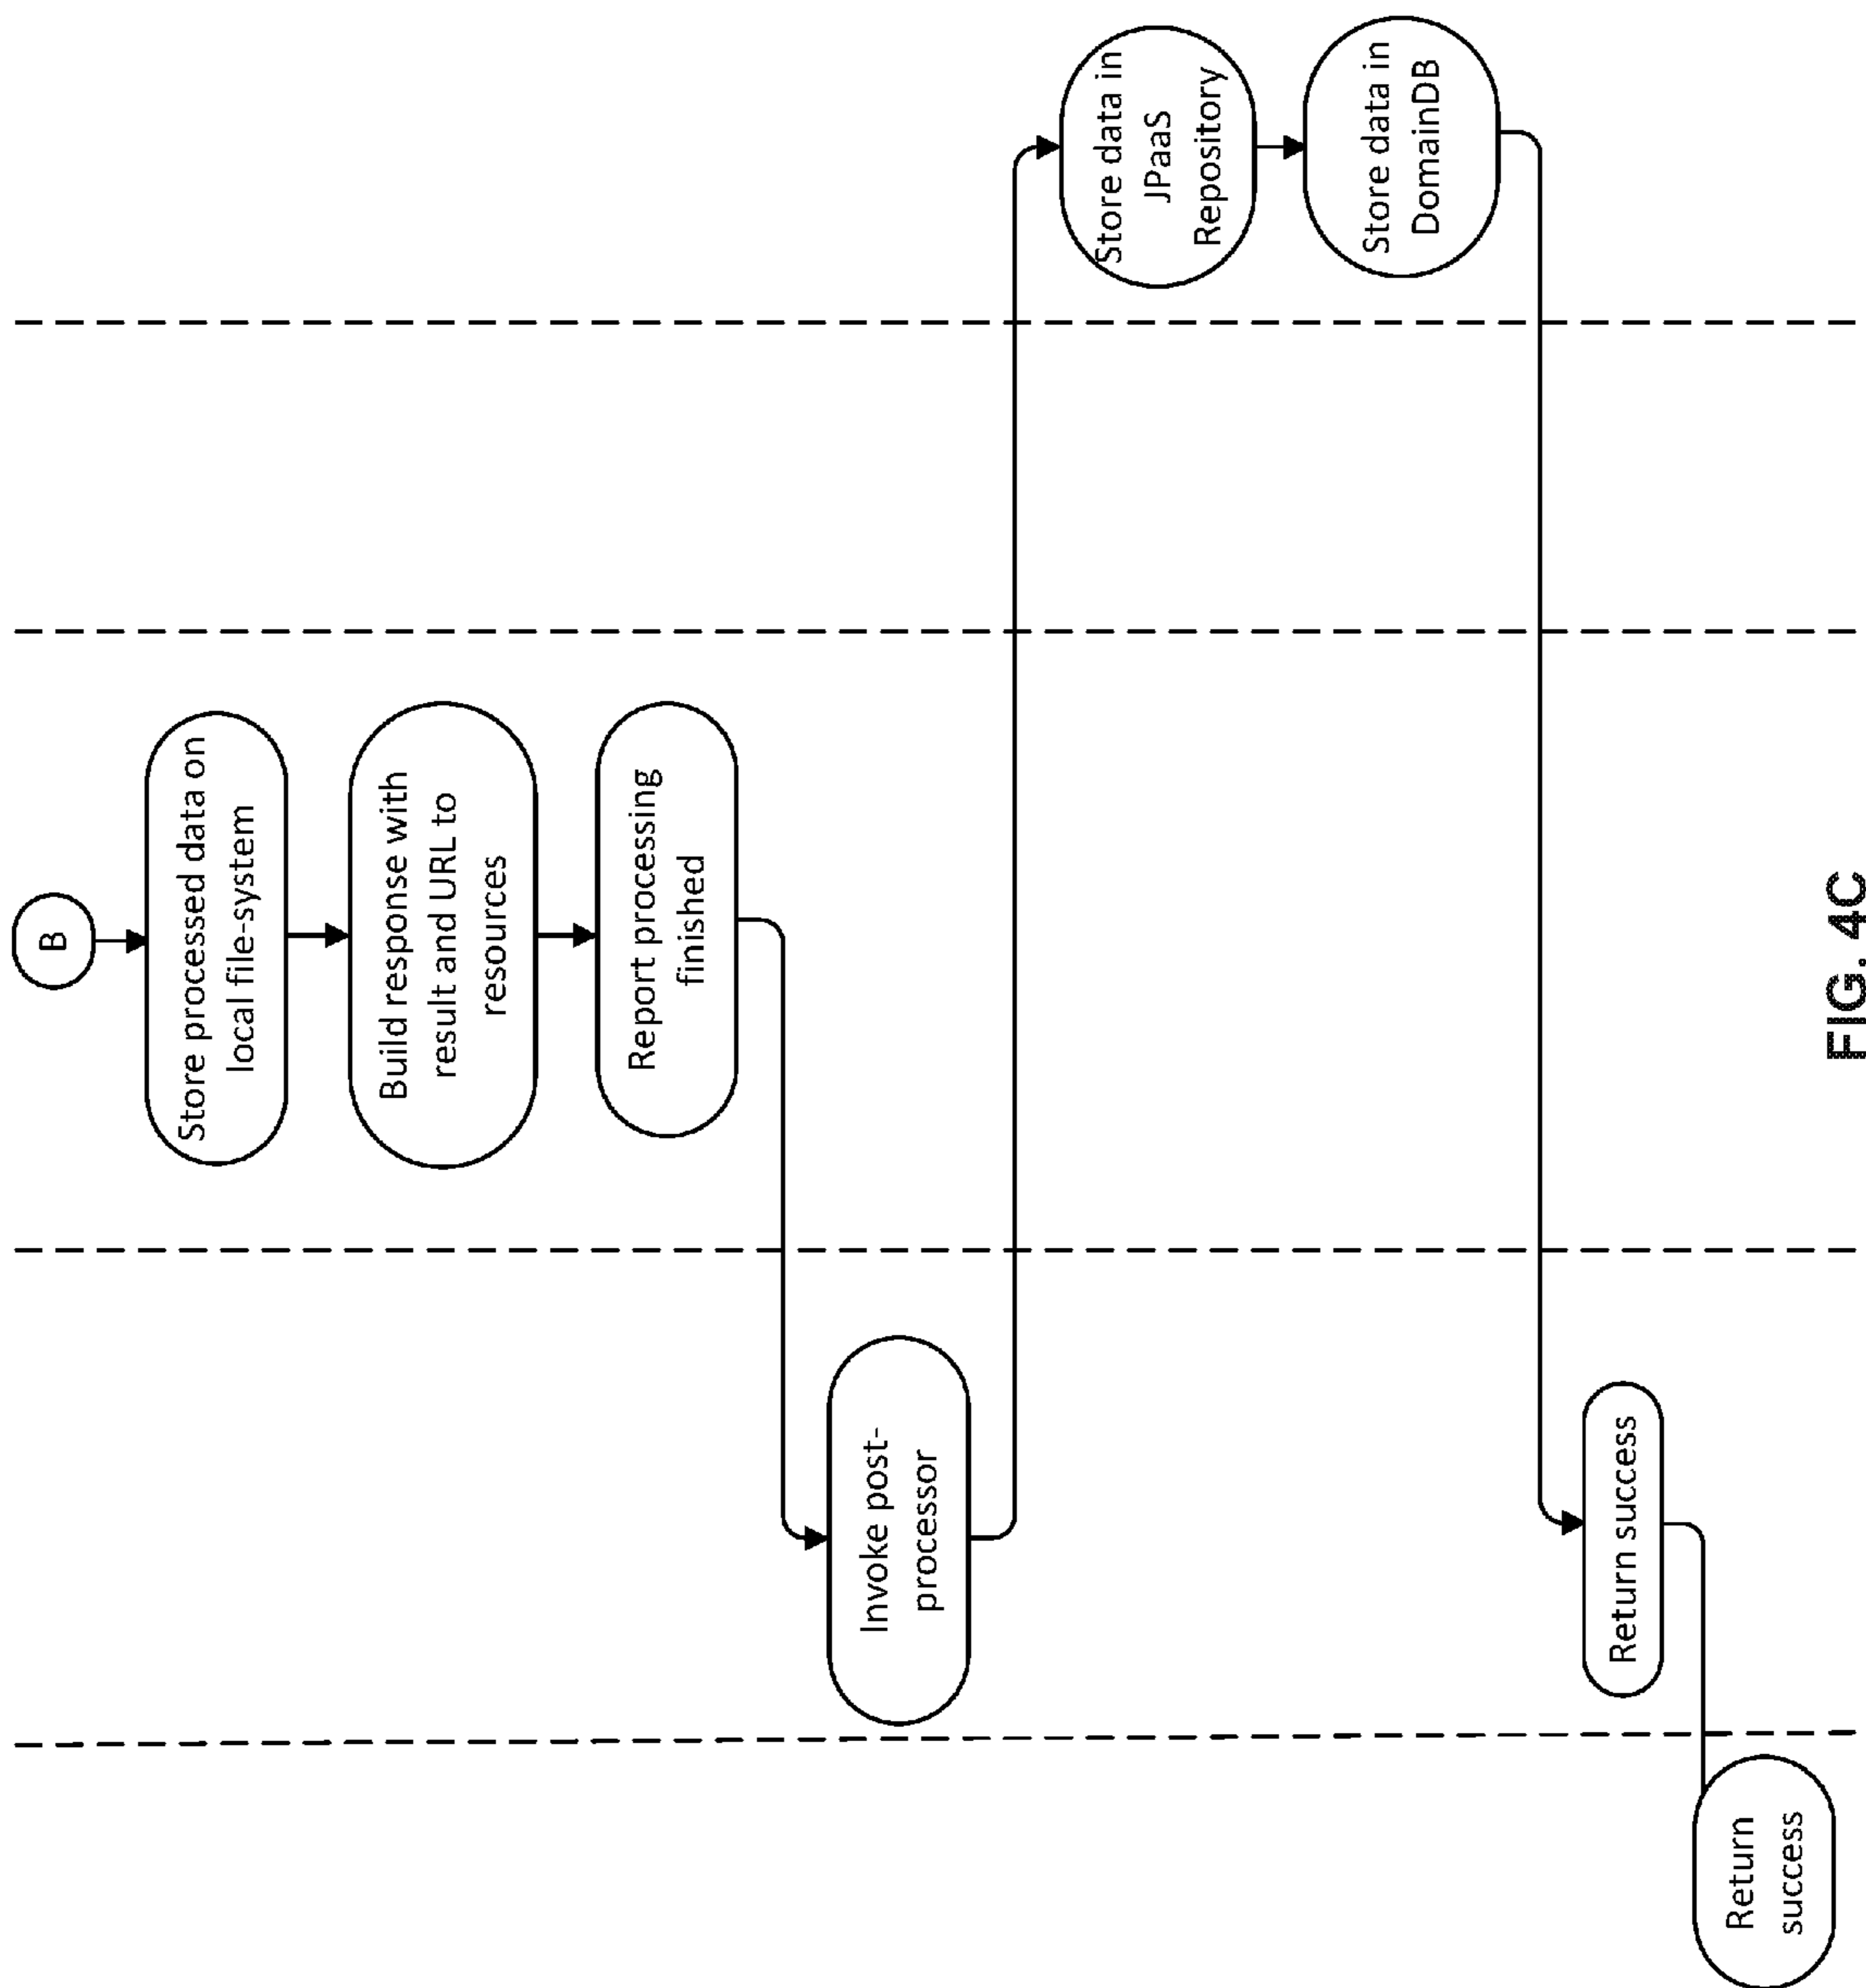 B
Store processed data on
local file-system
Build response with
result and URL to
resources
Report processing
finished
Invoke post-
processor
Store data in
JPaaS
Repository
Store data in
DomainDB
Return success
Return
success
FIG. 4C